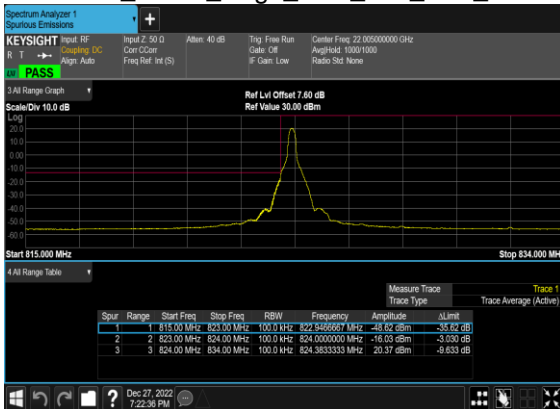 Spectrum Analyzer 1
Spurious Emissions
KEYSIGHT Input: RF Input Z: 50 Ω Atten: 40 dB Trig: Free Run Center Freq: 22.005000000 GHz
R T Coupling: DC Corr CCorr Gate: Off Avg|Hold: 1000/1000
Align: Auto Freq Ref: Int (S) IF Gain: Low Radio Std: None
PASS
3 All Range Graph
Ref Lvl Offset 7.60 dB
Scale/Div 10.0 dB Ref Value 30.00 dBm
Log
20.0
10.0
0.00
-10.0
-20.0
-30.0
-40.0
-50.0
-60.0
Start 815.000 MHz Stop 834.000 MH
4 All Range Table
Measure Trace Trace 1
Trace Type Trace Average (Active)
Spur Range Start Freq Stop Freq RBW Frequency Amplitude ΔLimit
1 1 815.00 MHz 823.00 MHz 100.0 kHz 822.9466667 MHz -48.62 dBm -35.62 dB
2 2 823.00 MHz 824.00 MHz 100.0 kHz 824.0000000 MHz -16.03 dBm -3.030 dB
3 3 824.00 MHz 834.00 MHz 100.0 kHz 824.3833333 MHz 20.37 dBm -9.633 dB
Dec 27, 2022
7:22:36 PM